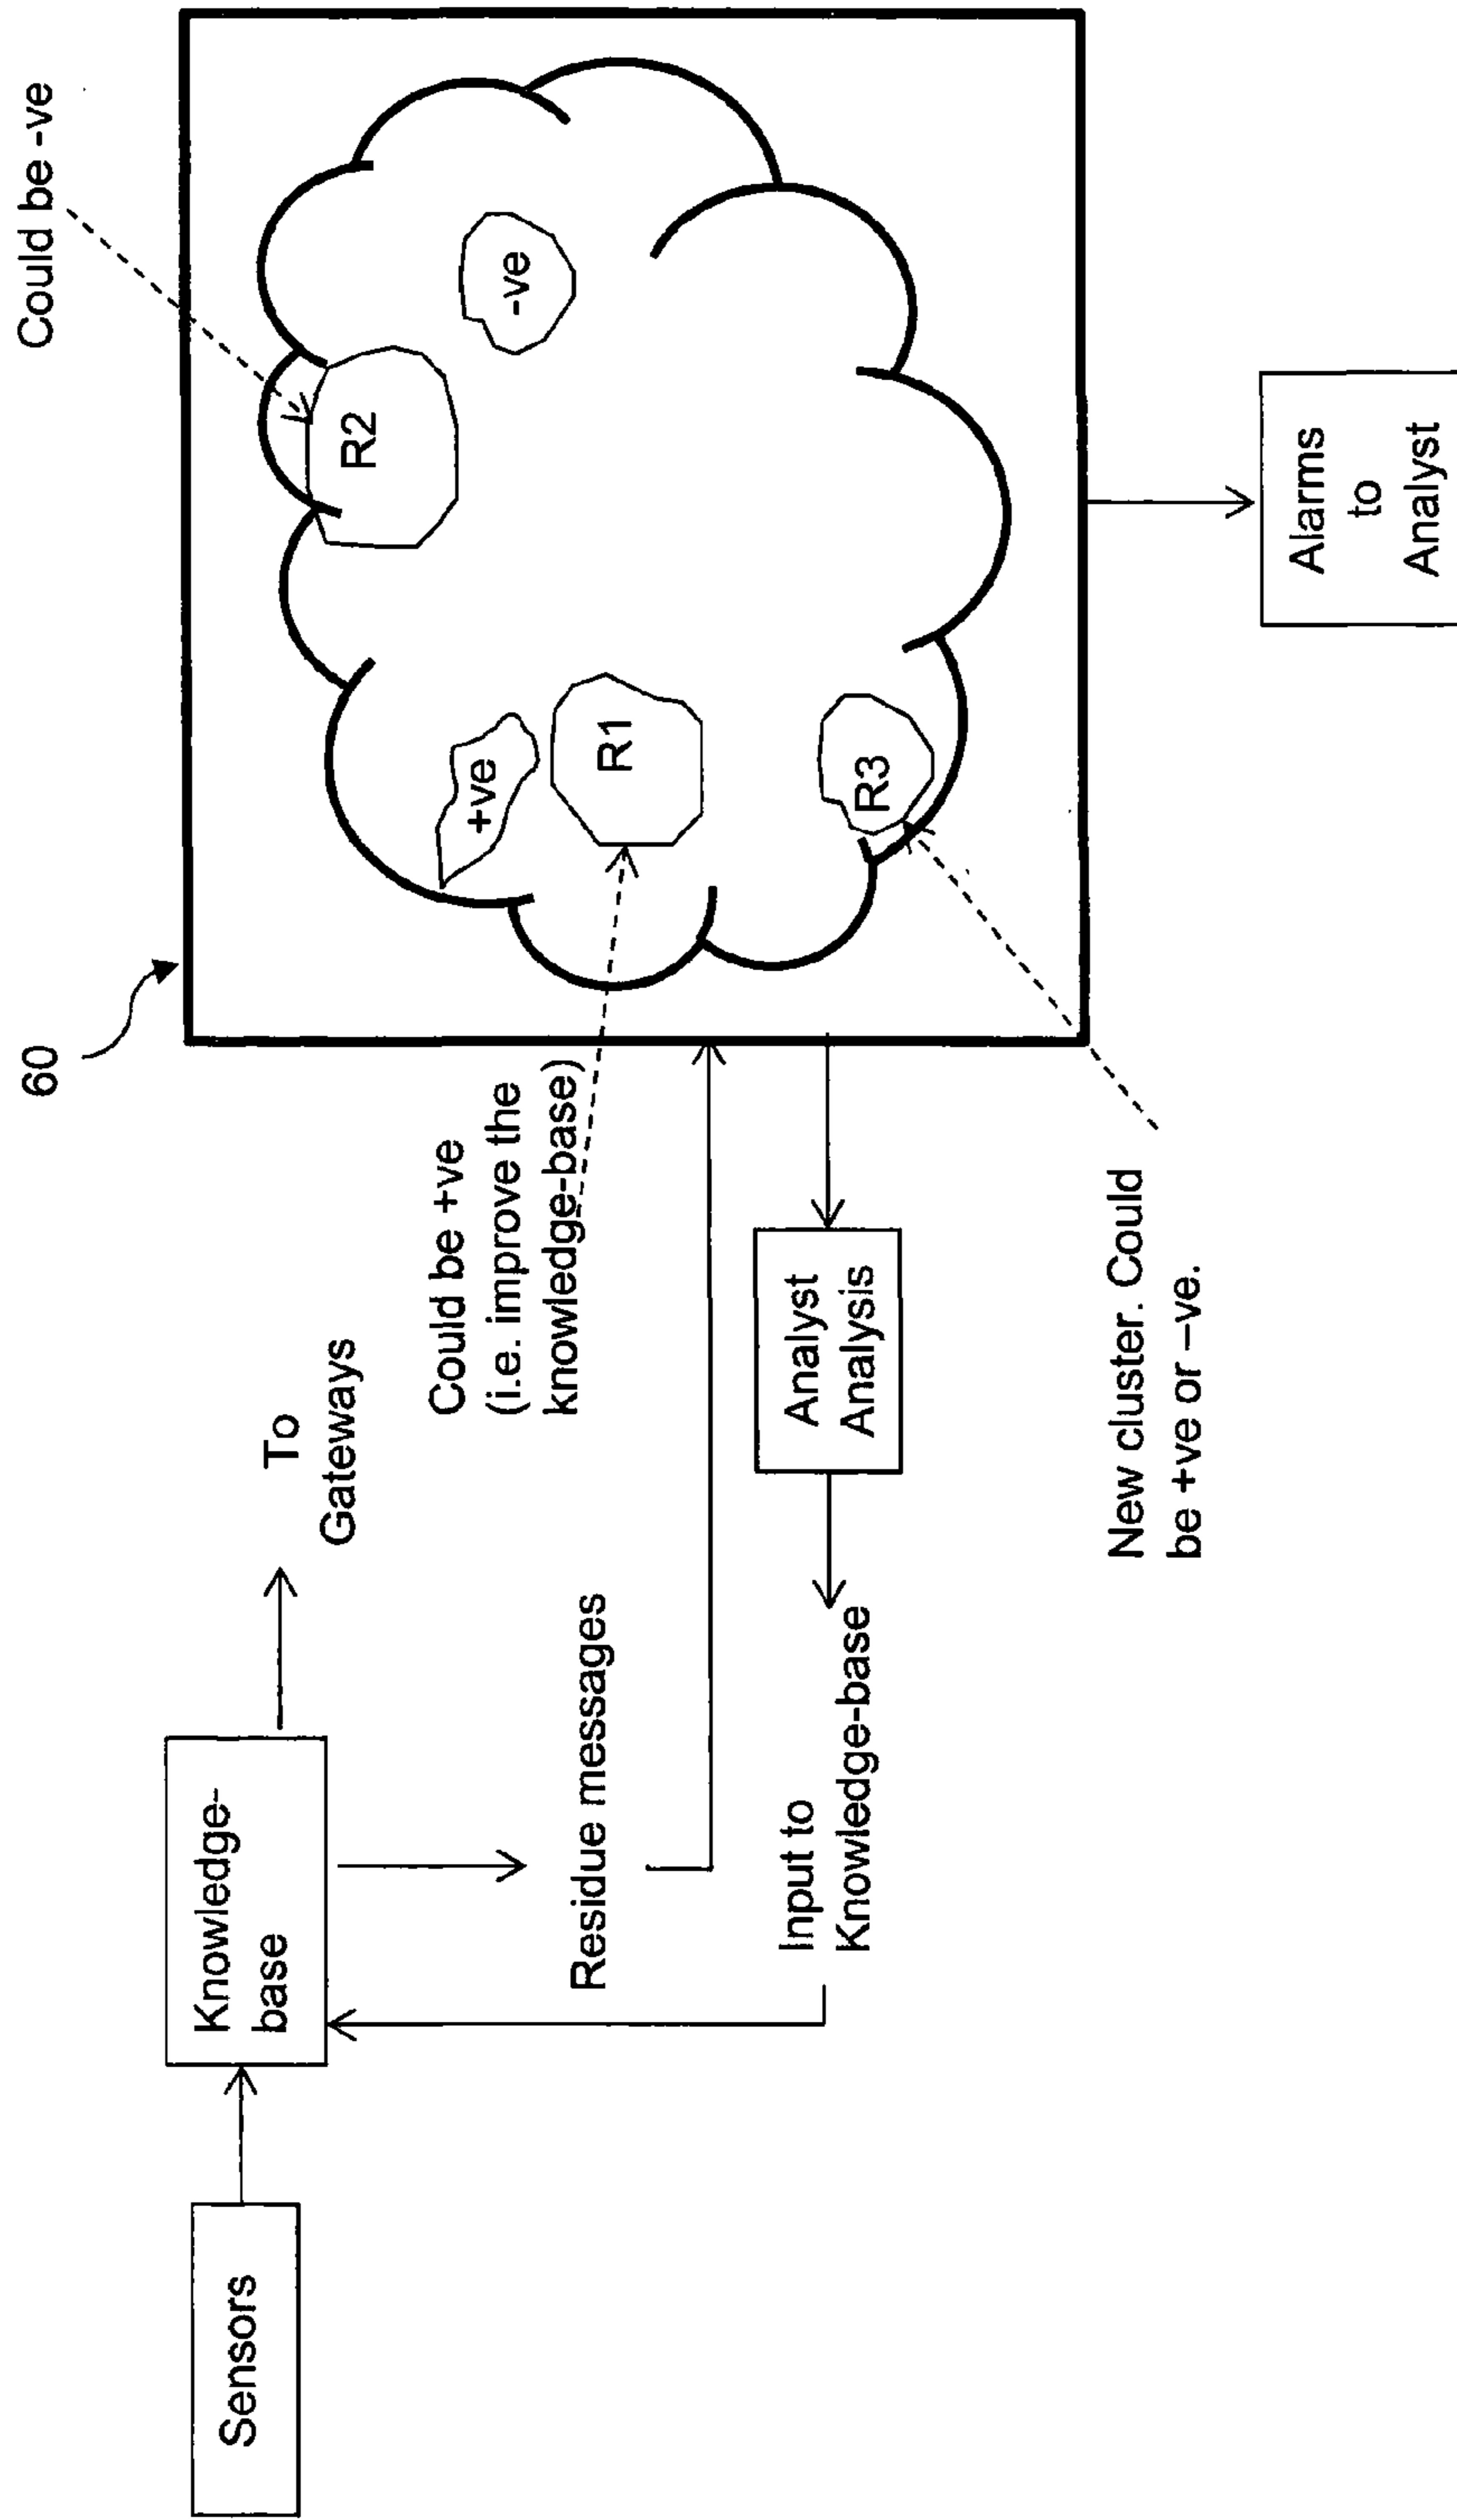 Sensors
Knowledge-
base
To
Gateways
Residue messages
Input to
Knowledge-base
Analyst
Analysis
Could be +ve
(i.e. improve the
knowledge-base)
New cluster. Could
be +ve or –ve.
60
Could be -ve
+ve
R1
R2
R3
-ve
Alarms
to
Analyst